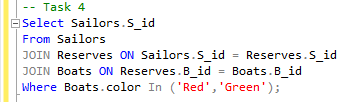 -- Task 4
Select Sailors.S_id
From Sailors
JOIN Reserves ON Sailors.S_id = Reserves.S_id
JOIN Boats ON Reserves.B_id = Boats.B_id
Where Boats.color In ('Red','Green');